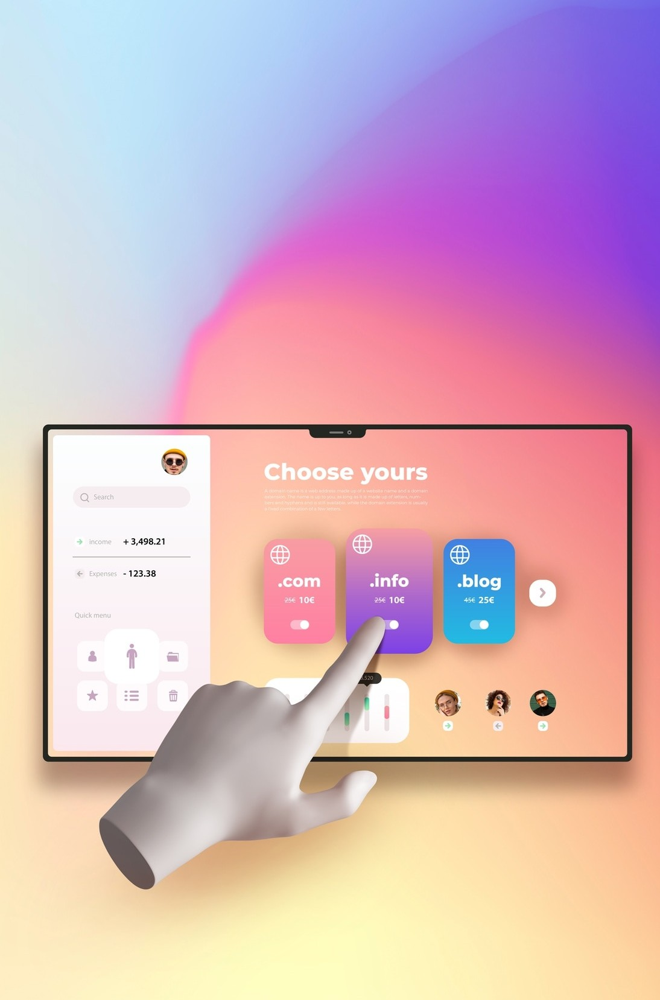 Search
income + 3,498.21
Expenses - 123.38
Quick menu
Choose yours
A domain name is a web address made up of a website name and a domain
extension. The name is up to you, as long as it is made up of letters, num-
bers and hyphens and is still available, while the domain extension is usually
a fixed combination of a few letters.
.com
25€ 10€
.info
25€ 10€
.blog
45€ 25€